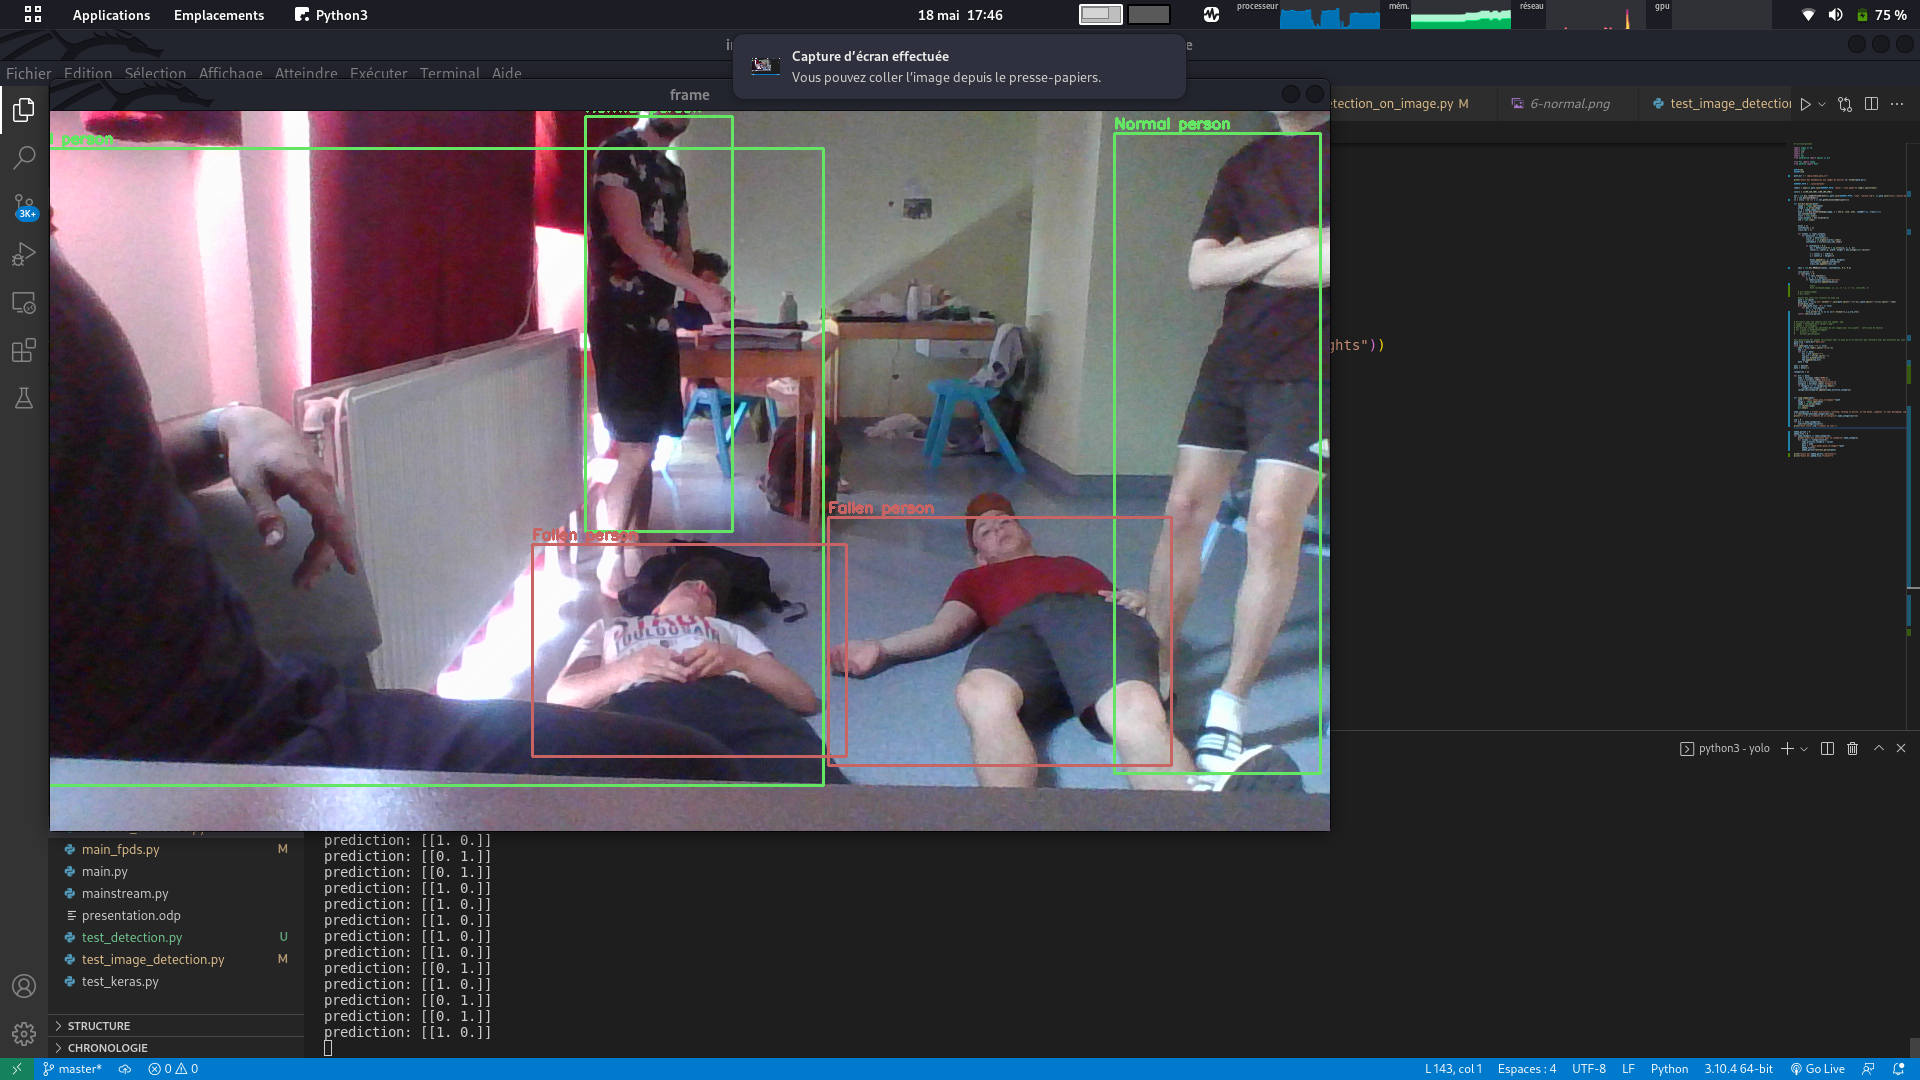 Applications
Emplacements
Python3
18 mai 17:46
processeur
mém.
réseau
gpu
75 %
Capture d'écran effectuée
Vous pouvez coller l'image depuis le presse-papiers.
Fichier Edition Sélection Affichage Atteindre Exécuter Terminal Aide
frame
etection_on_image.py M
6-normal.png
test_image_detection
person
Normal person
Fallen person
Fallen person
ghts"))
3K+
python3 - yolo
main_fpds.py M
main.py
mainstream.py
presentation.odp
test_detection.py U
test_image_detection.py M
test_keras.py
STRUCTURE
CHRONOLOGIE
prediction: [[1. 0.]]
prediction: [[0. 1.]]
prediction: [[0. 1.]]
prediction: [[1. 0.]]
prediction: [[1. 0.]]
prediction: [[1. 0.]]
prediction: [[1. 0.]]
prediction: [[1. 0.]]
prediction: [[0. 1.]]
prediction: [[1. 0.]]
prediction: [[0. 1.]]
prediction: [[0. 1.]]
prediction: [[1. 0.]]
master*
0 0
L 143, col 1
Espaces : 4
UTF-8
LF
Python
3.10.4 64-bit
Go Live